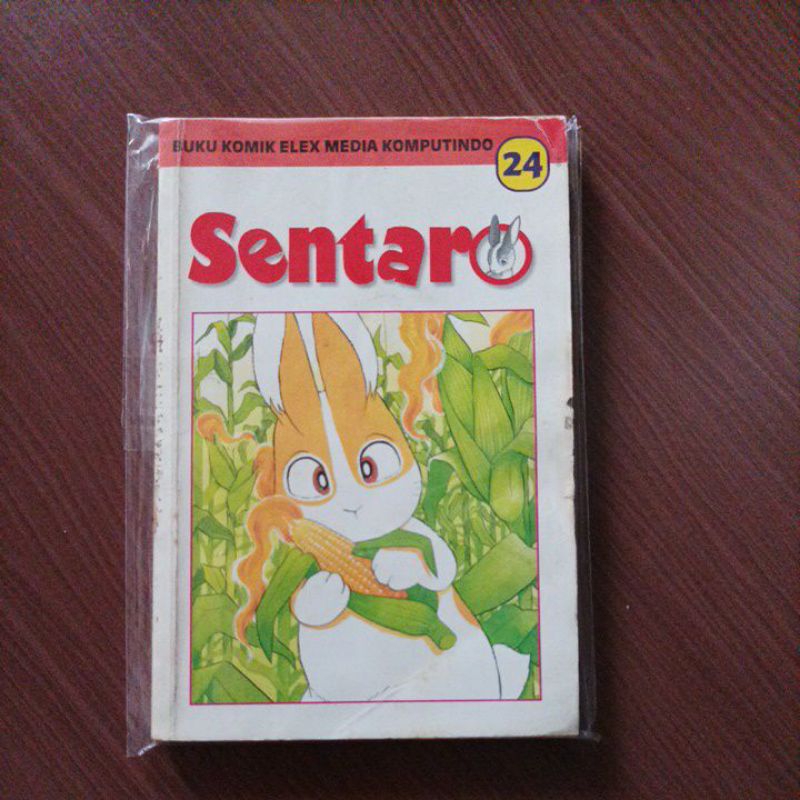 BUKU KOMIK ELEX MEDIA KOMPUTINDO
24
Sentaro